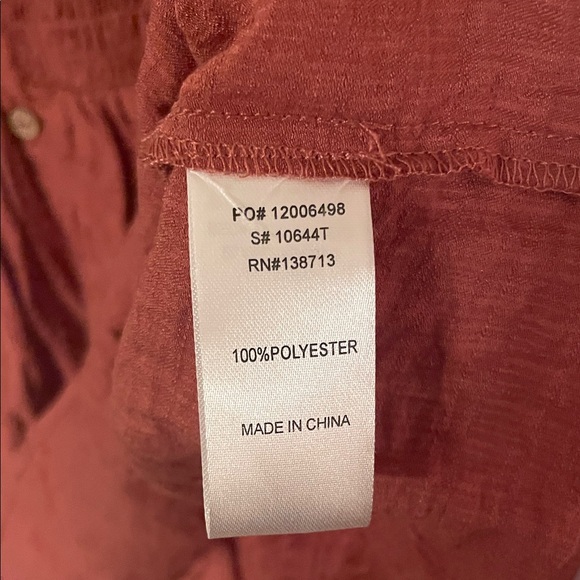 PO# 12006498
S# 10644T
RN#138713
100%POLYESTER
MADE IN CHINA